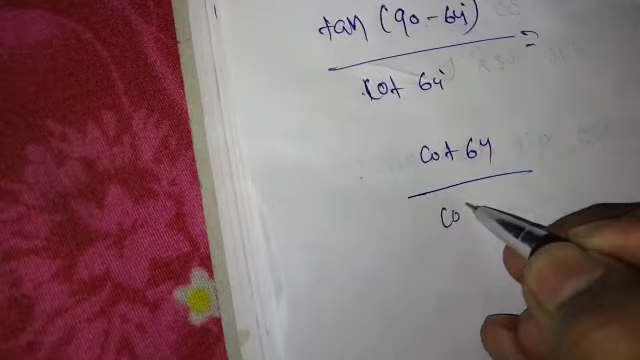 tan (90 - 64)
=
cot 64
cot 64
co